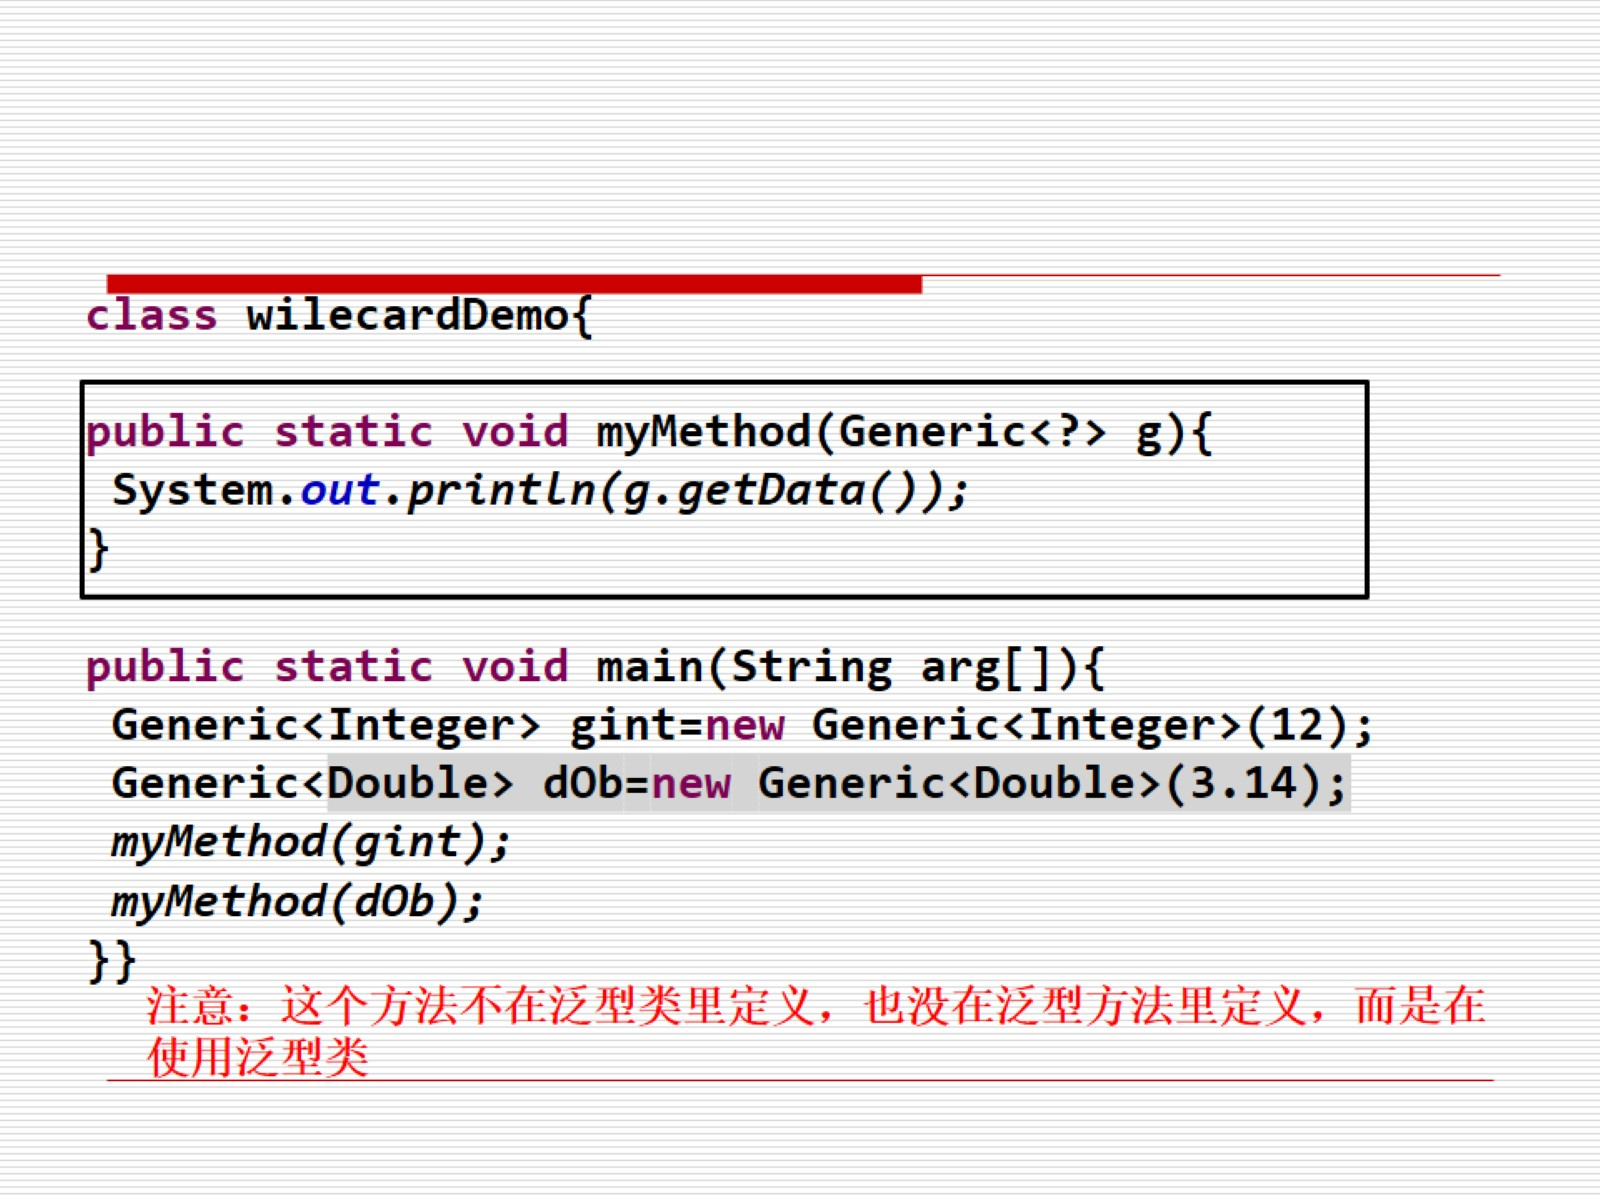 class wilecardDemo{
public static void myMethod(Generic<?> g){
System.out.println(g.getData());
}
public static void main(String arg[]){
Generic<Integer> gint=new Generic<Integer>(12);
Generic<Double> dOb=new Generic<Double>(3.14);
myMethod(gint);
myMethod(dOb);
}}
注意：这个方法不在泛型类里定义，也没在泛型方法里定义，而是在
使用泛型类